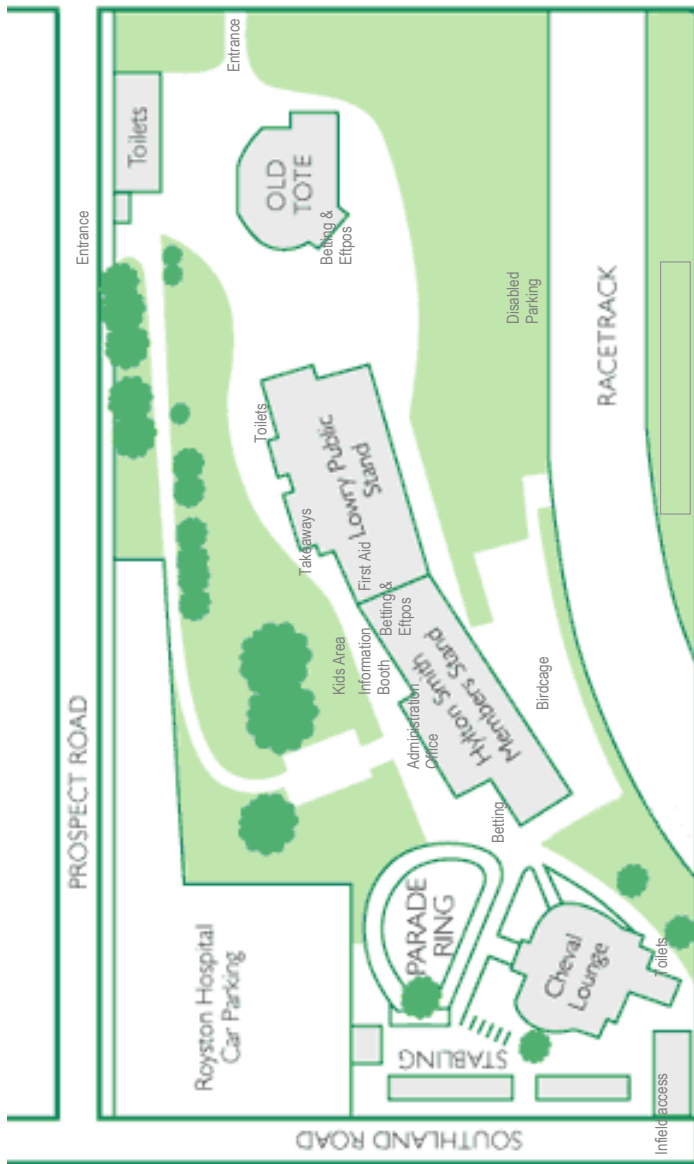 PROSPECT ROAD
Entrance
Toilets
Entrance
OLD
TOTE
Betting &
Eftpos
Disabled
Parking
RACETRACK
Toilets
Lowry Public
Stand
Takeaways
First Aid
Betting &
Eftpos
Kids Area
Information
Booth
Administration
Office
Hylton Smith
Members Stand
Birdcage
Betting
PARADE
RING
Royston Hospital
Car Parking
Cheval
Lounge
Toilets
STABLING
Infield access
SOUTHLAND ROAD